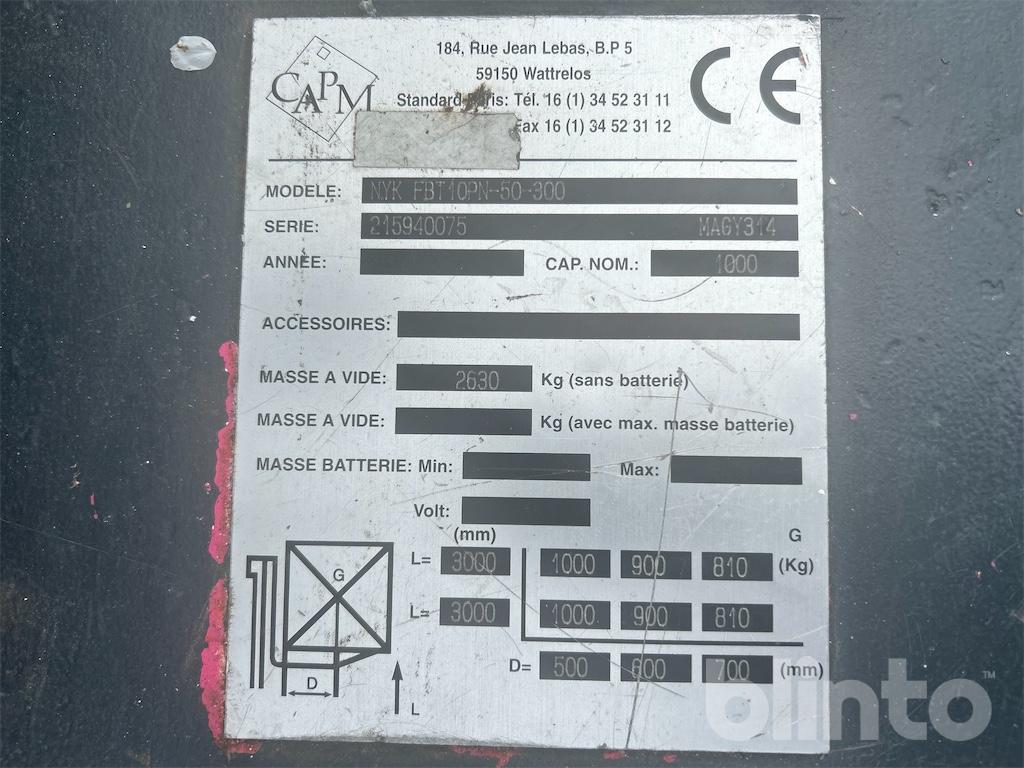 CAPM
184, Rue Jean Lebas, B.P 5
59150 Wattrelos
Standard Paris: Tél. 16 (1) 34 52 31 11
Fax 16 (1) 34 52 31 12
CE
MODELE: NYK FBT10PN-50-300
SERIE: 215940075 MAGY314
ANNÉE: CAP. NOM.: 1000
ACCESSOIRES:
MASSE A VIDE: 2630 Kg (sans batterie)
MASSE A VIDE: Kg (avec max. masse batterie)
MASSE BATTERIE: Min: Max:
Volt:
(mm) G
L= 3000 1000 900 810 (Kg)
L= 3000 1000 900 810
D= 500 600 700 (mm)
G
D
L
blinto™